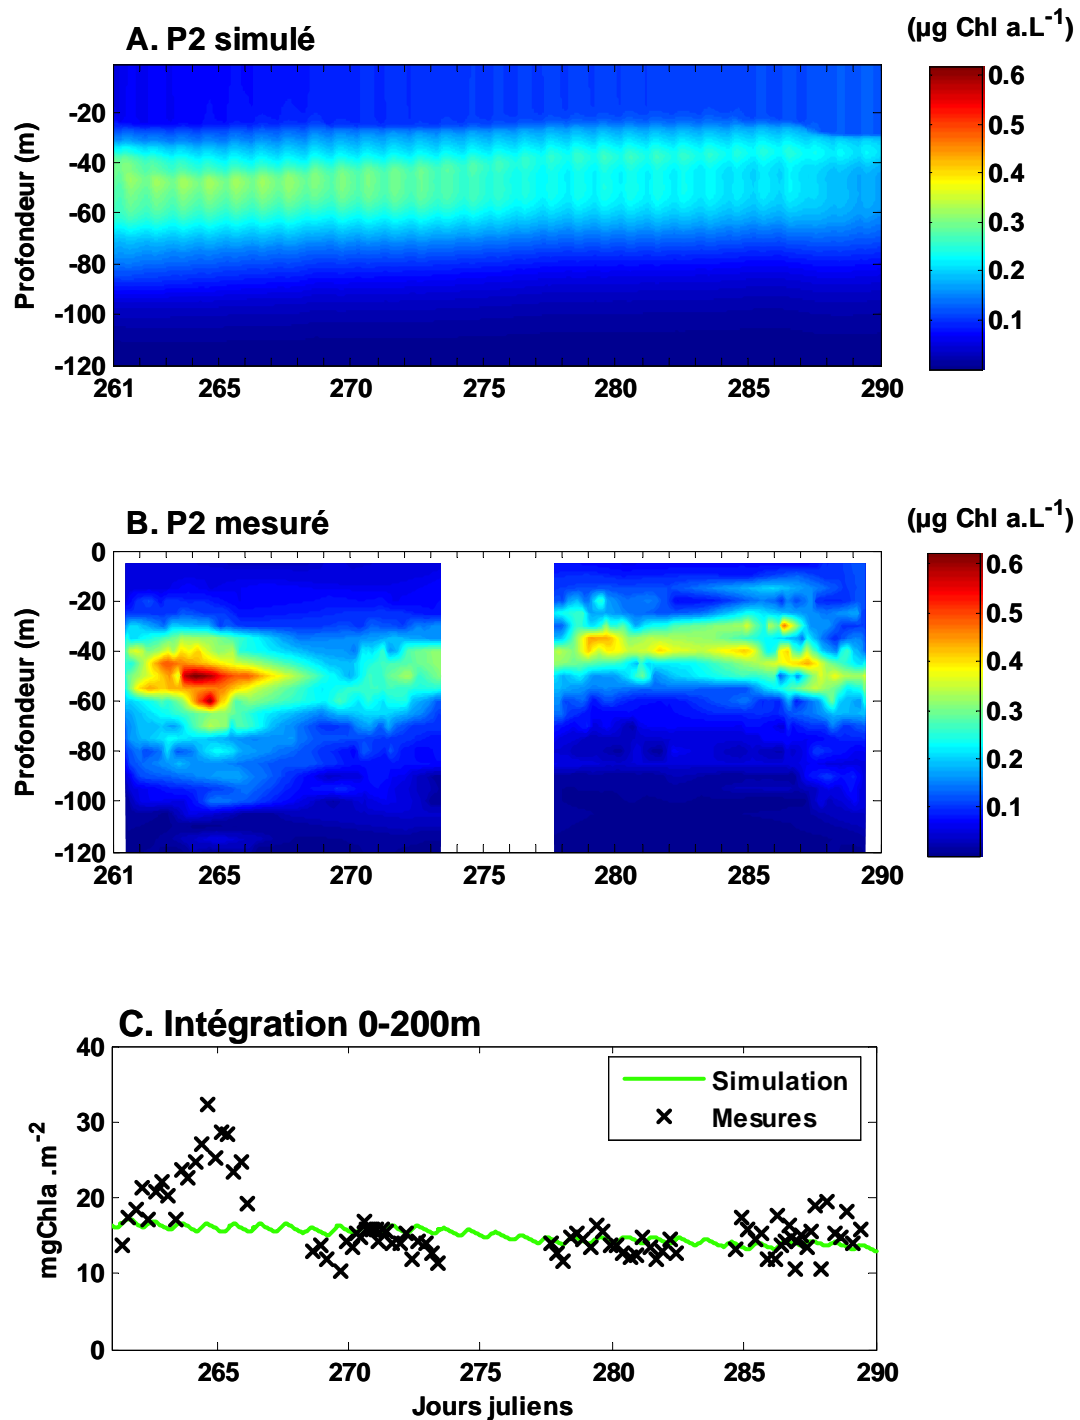 A. P2 simulé
(µg Chl a.L-1)
Profondeur (m)
-20
-40
-60
-80
-100
-120
261 265 270 275 280 285 290
0.6
0.5
0.4
0.3
0.2
0.1
B. P2 mesuré
(µg Chl a.L-1)
Profondeur (m)
0
-20
-40
-60
-80
-100
-120
261 265 270 275 280 285 290
0.6
0.5
0.4
0.3
0.2
0.1
C. Intégration 0-200m
mgChla .m-2
40
30
20
10
0
Simulation
Mesures
265 270 275 280 285 290
Jours juliens